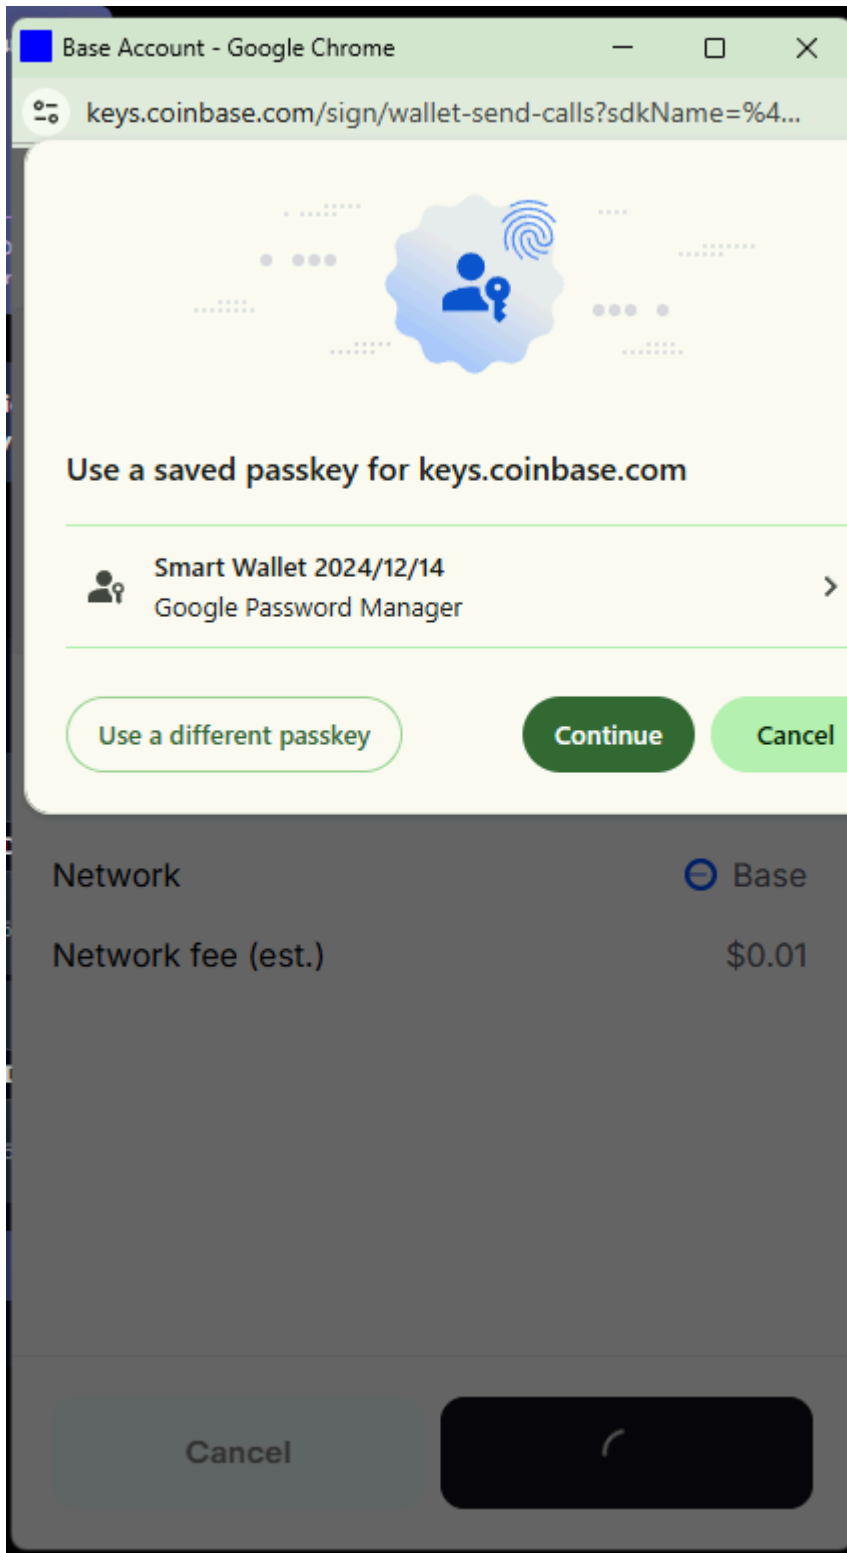 Base Account - Google Chrome
keys.coinbase.com/sign/wallet-send-calls?sdkName=%4...
Use a saved passkey for keys.coinbase.com
Smart Wallet 2024/12/14
Google Password Manager
Use a different passkey
Continue
Cancel
Network
Base
Network fee (est.)
$0.01
Cancel